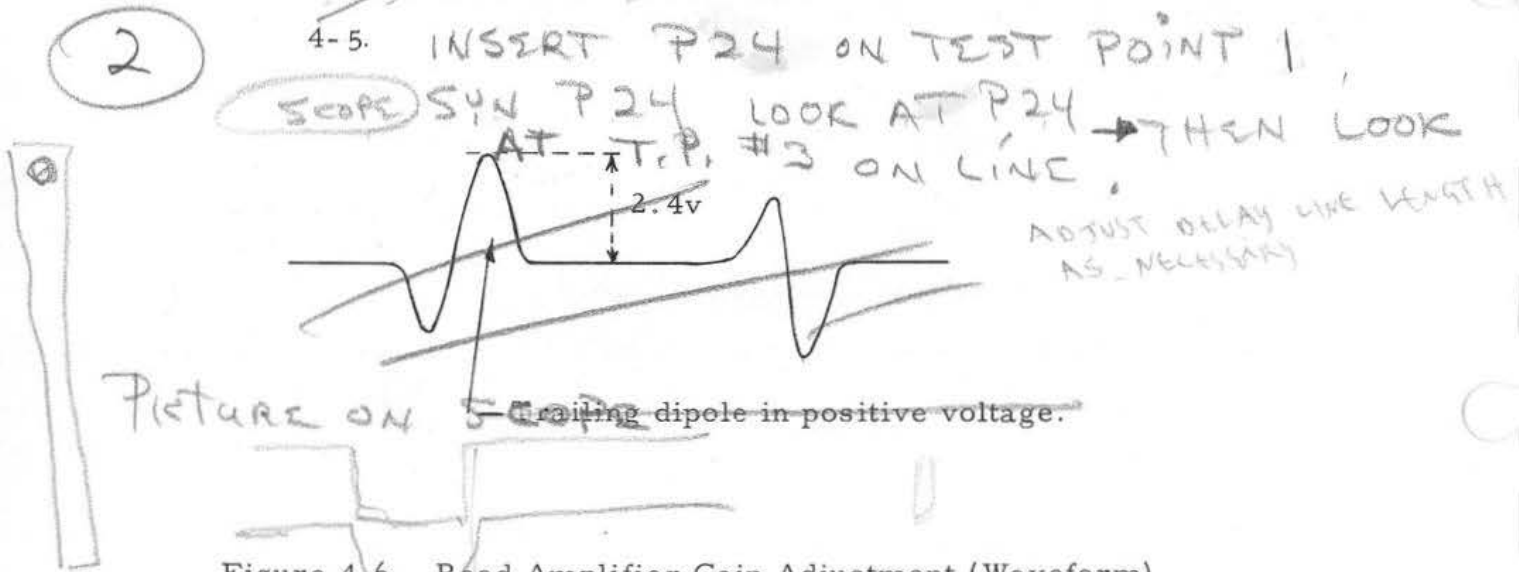 2
4-5. INSERT P24 ON TEST POINT 1
SCOPE SYN P24 LOOK AT P24 → THEN LOOK
AT T.P. #3 ON LINE.
2.4v
ADJUST DELAY LINE LENGTH
AS NECESSARY
PICTURE ON SCOPE
Trailing dipole in positive voltage.
Figure 4-6. Read Amplifier Gain Adjustment (Waveform)